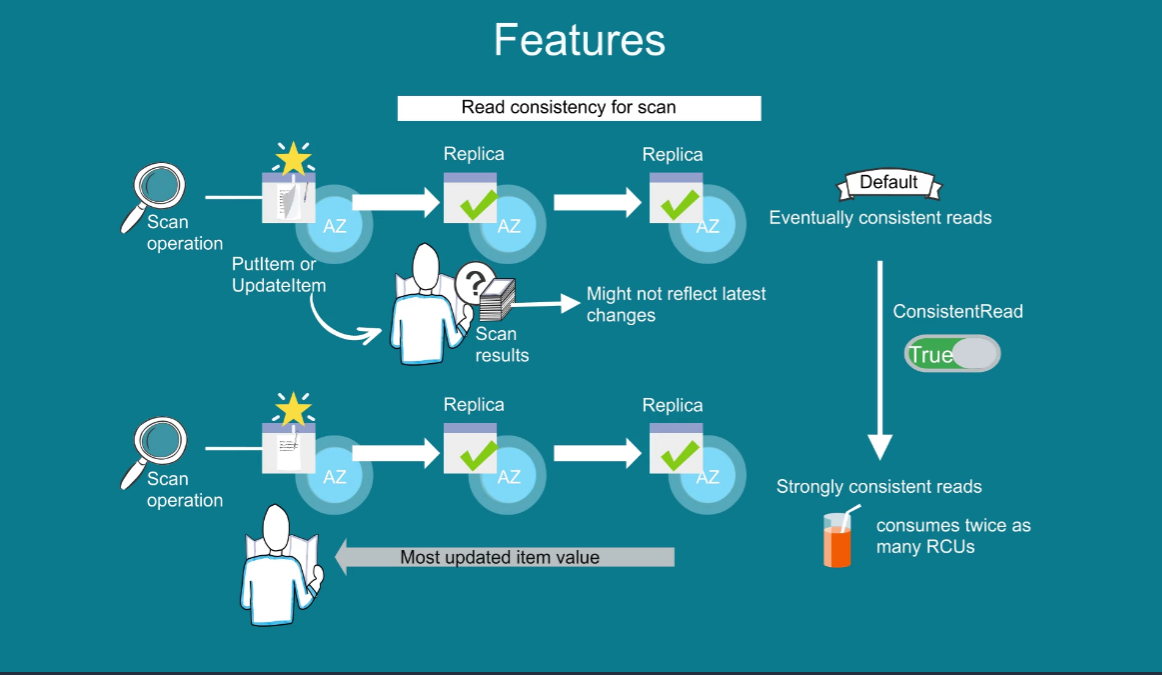 Features
Read consistency for scan
Replica
Replica
Scan
operation
AZ
AZ
AZ
PutItem or
UpdateItem
?
Scan
results
Might not reflect latest
changes
Default
Eventually consistent reads
ConsistentRead
True
Replica
Replica
Scan
operation
AZ
AZ
AZ
Most updated item value
Strongly consistent reads
consumes twice as
many RCUs